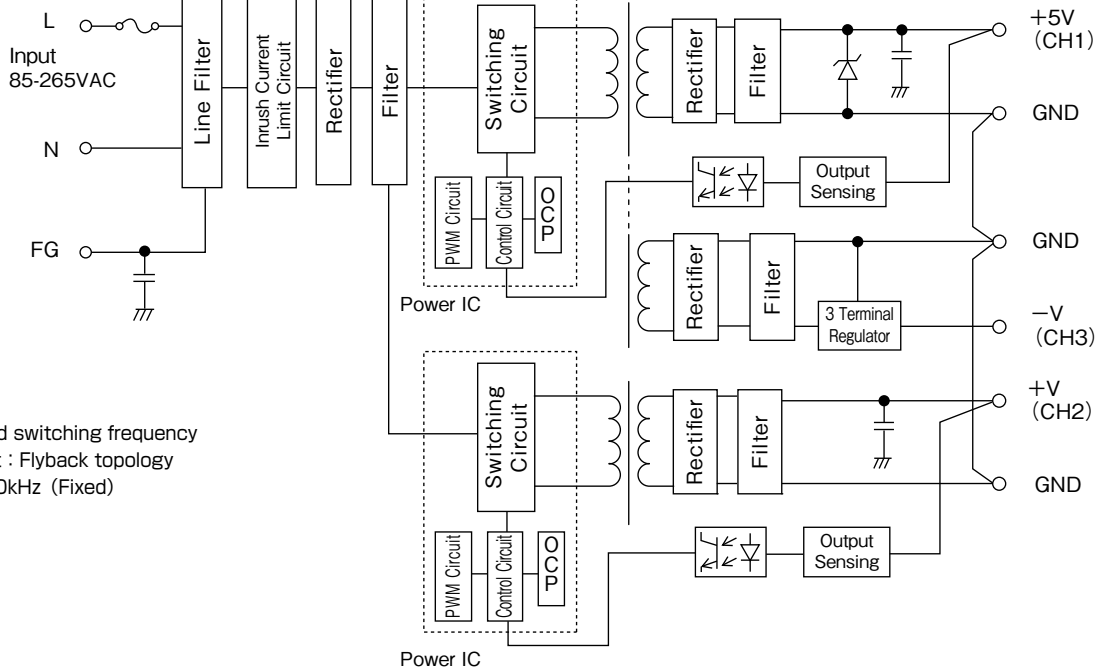 L
Input
85-265VAC
N
FG
Line Filter
Inrush Current
Limit Circuit
Rectifier
Filter
Switching
Circuit
PWM Circuit
Control Circuit
OCP
Power IC
Rectifier
Filter
+5V
(CH1)
GND
Output
Sensing
Rectifier
Filter
3 Terminal
Regulator
GND
−V
(CH3)
Switching
Circuit
PWM Circuit
Control Circuit
OCP
Power IC
Rectifier
Filter
+V
(CH2)
GND
Output
Sensing
switching frequency
: Flyback topology
kHz (Fixed)